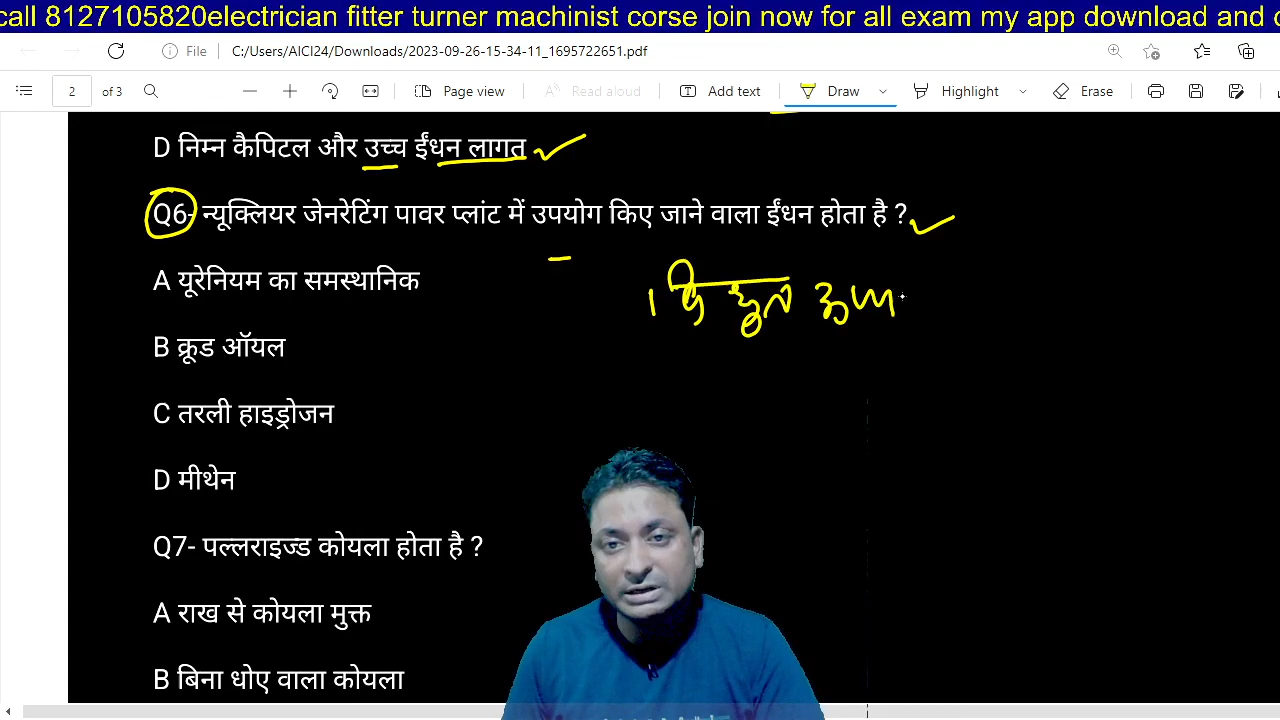 call 8127105820electrician fitter turner machinist corse join now for all exam my app download and
File C:/Users/AICI24/Downloads/2023-09-26-15-34-11_1695722651.pdf
2 of 3 Page view Read aloud Add text Draw Highlight Erase
D निम्न कैपिटल और उच्च ईंधन लागत
Q6- न्यूक्लियर जेनरेटिंग पावर प्लांट में उपयोग किए जाने वाला ईंधन होता है ?
A यूरेनियम का समस्थानिक
B क्रूड ऑयल
C तरली हाइड्रोजन
D मीथेन
Q7- पल्लराइज्ड कोयला होता है ?
A राख से कोयला मुक्त
B बिना धोए वाला कोयला